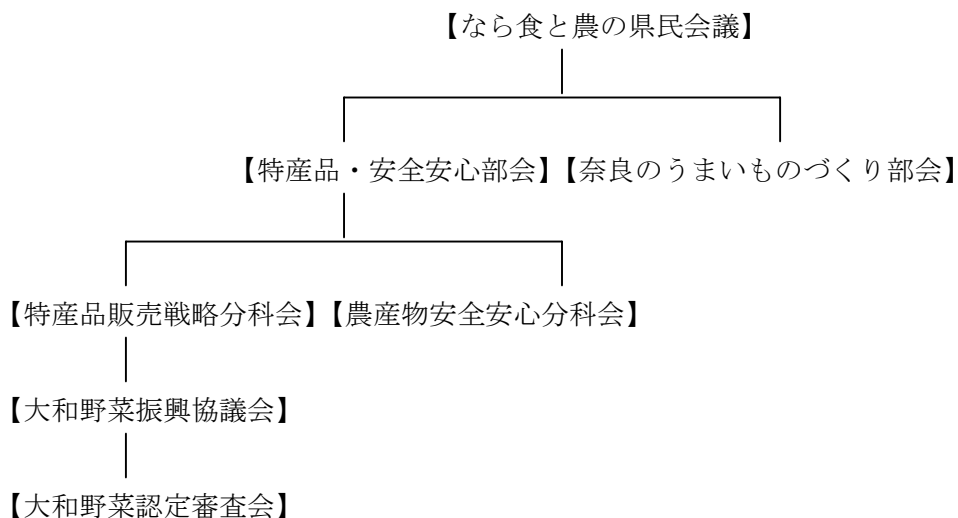 【なら食と農の県民会議】
【特産品・安全安心部会】【奈良のうまいものづくり部会】
【特産品販売戦略分科会】【農産物安全安心分科会】
【大和野菜振興協議会】
【大和野菜認定審査会】